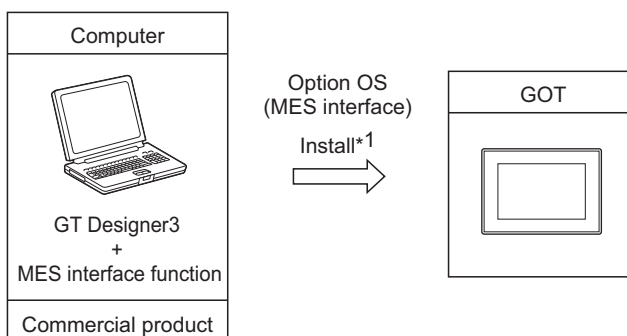 Computer
GT Designer3
+
MES interface function
Commercial product
Option OS
(MES interface)
Install*1
GOT